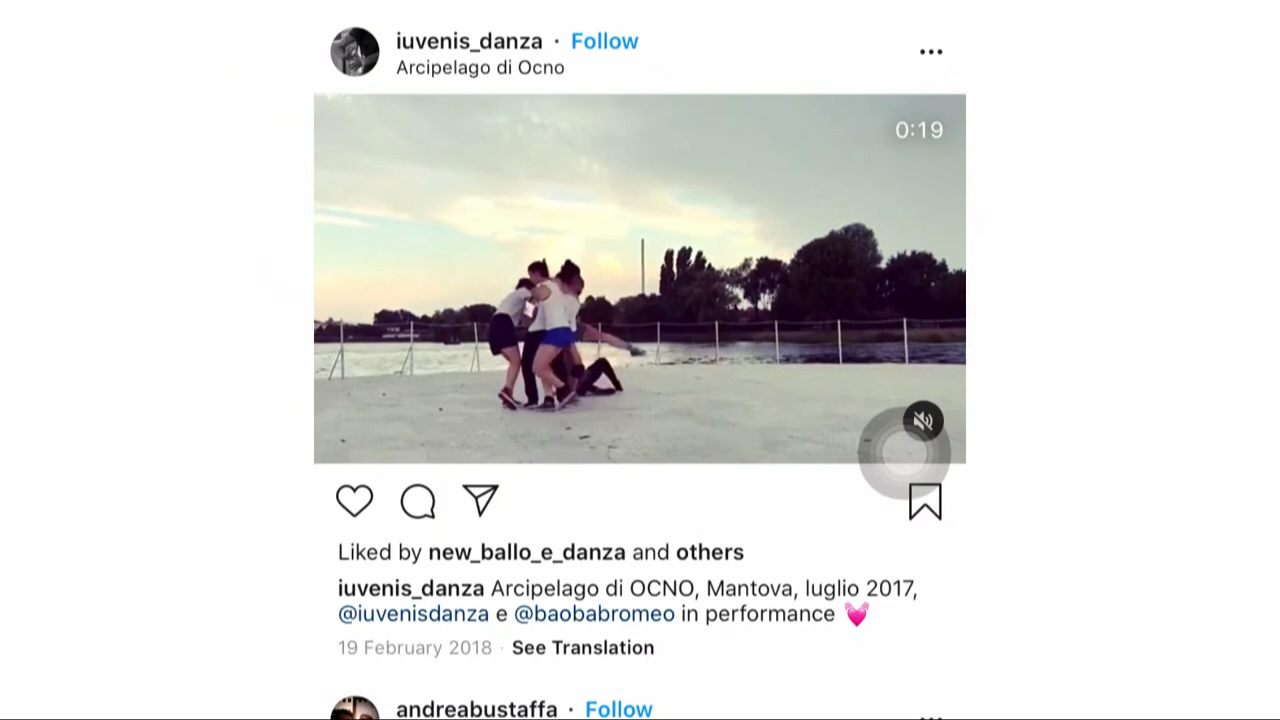 iuvenis_danza · Follow
Arcipelago di Ocno
0:19
Liked by new_ballo_e_danza and others
iuvenis_danza Arcipelago di OCNO, Mantova, luglio 2017,
@iuvenisdanza e @baobabromeo in performance 💓
19 February 2018 · See Translation
andreabustaffa · Follow